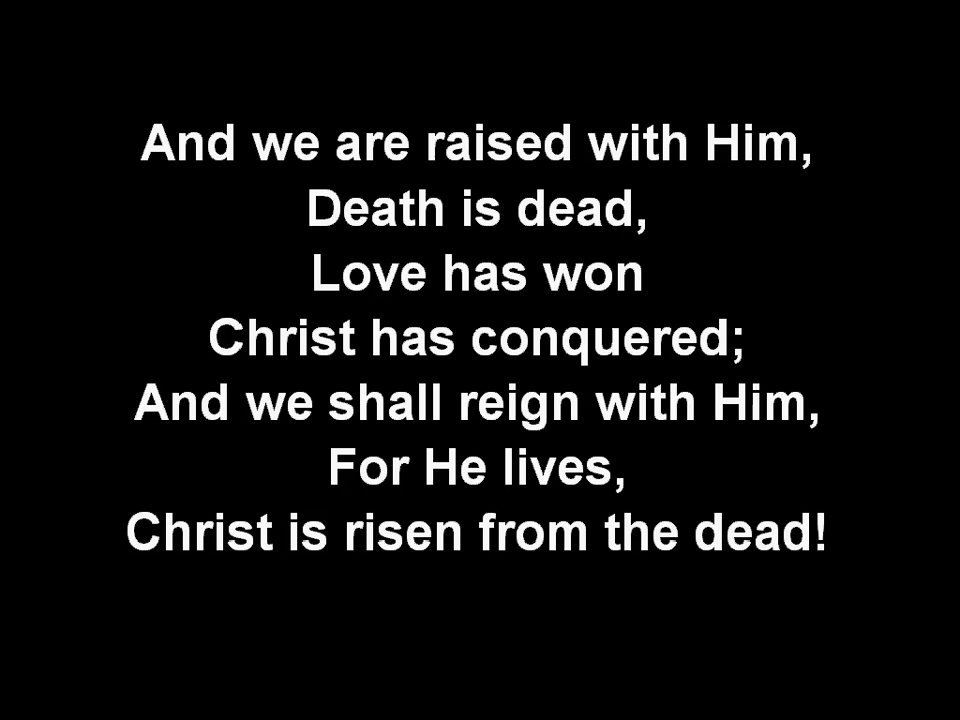 And we are raised with Him,
Death is dead,
Love has won
Christ has conquered;
And we shall reign with Him,
For He lives,
Christ is risen from the dead!